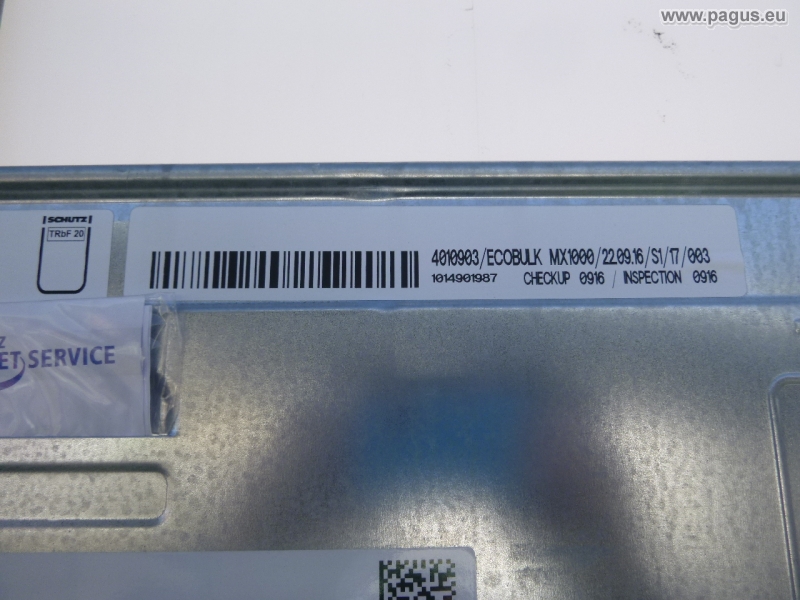 www.pagus.eu
SCHÜTZ
TRbF 20
4010903/ECOBULK MX1000/22.09.16/S1/17/003
1014901987 CHECKUP 0916 / INSPECTION 0916
SERVICE